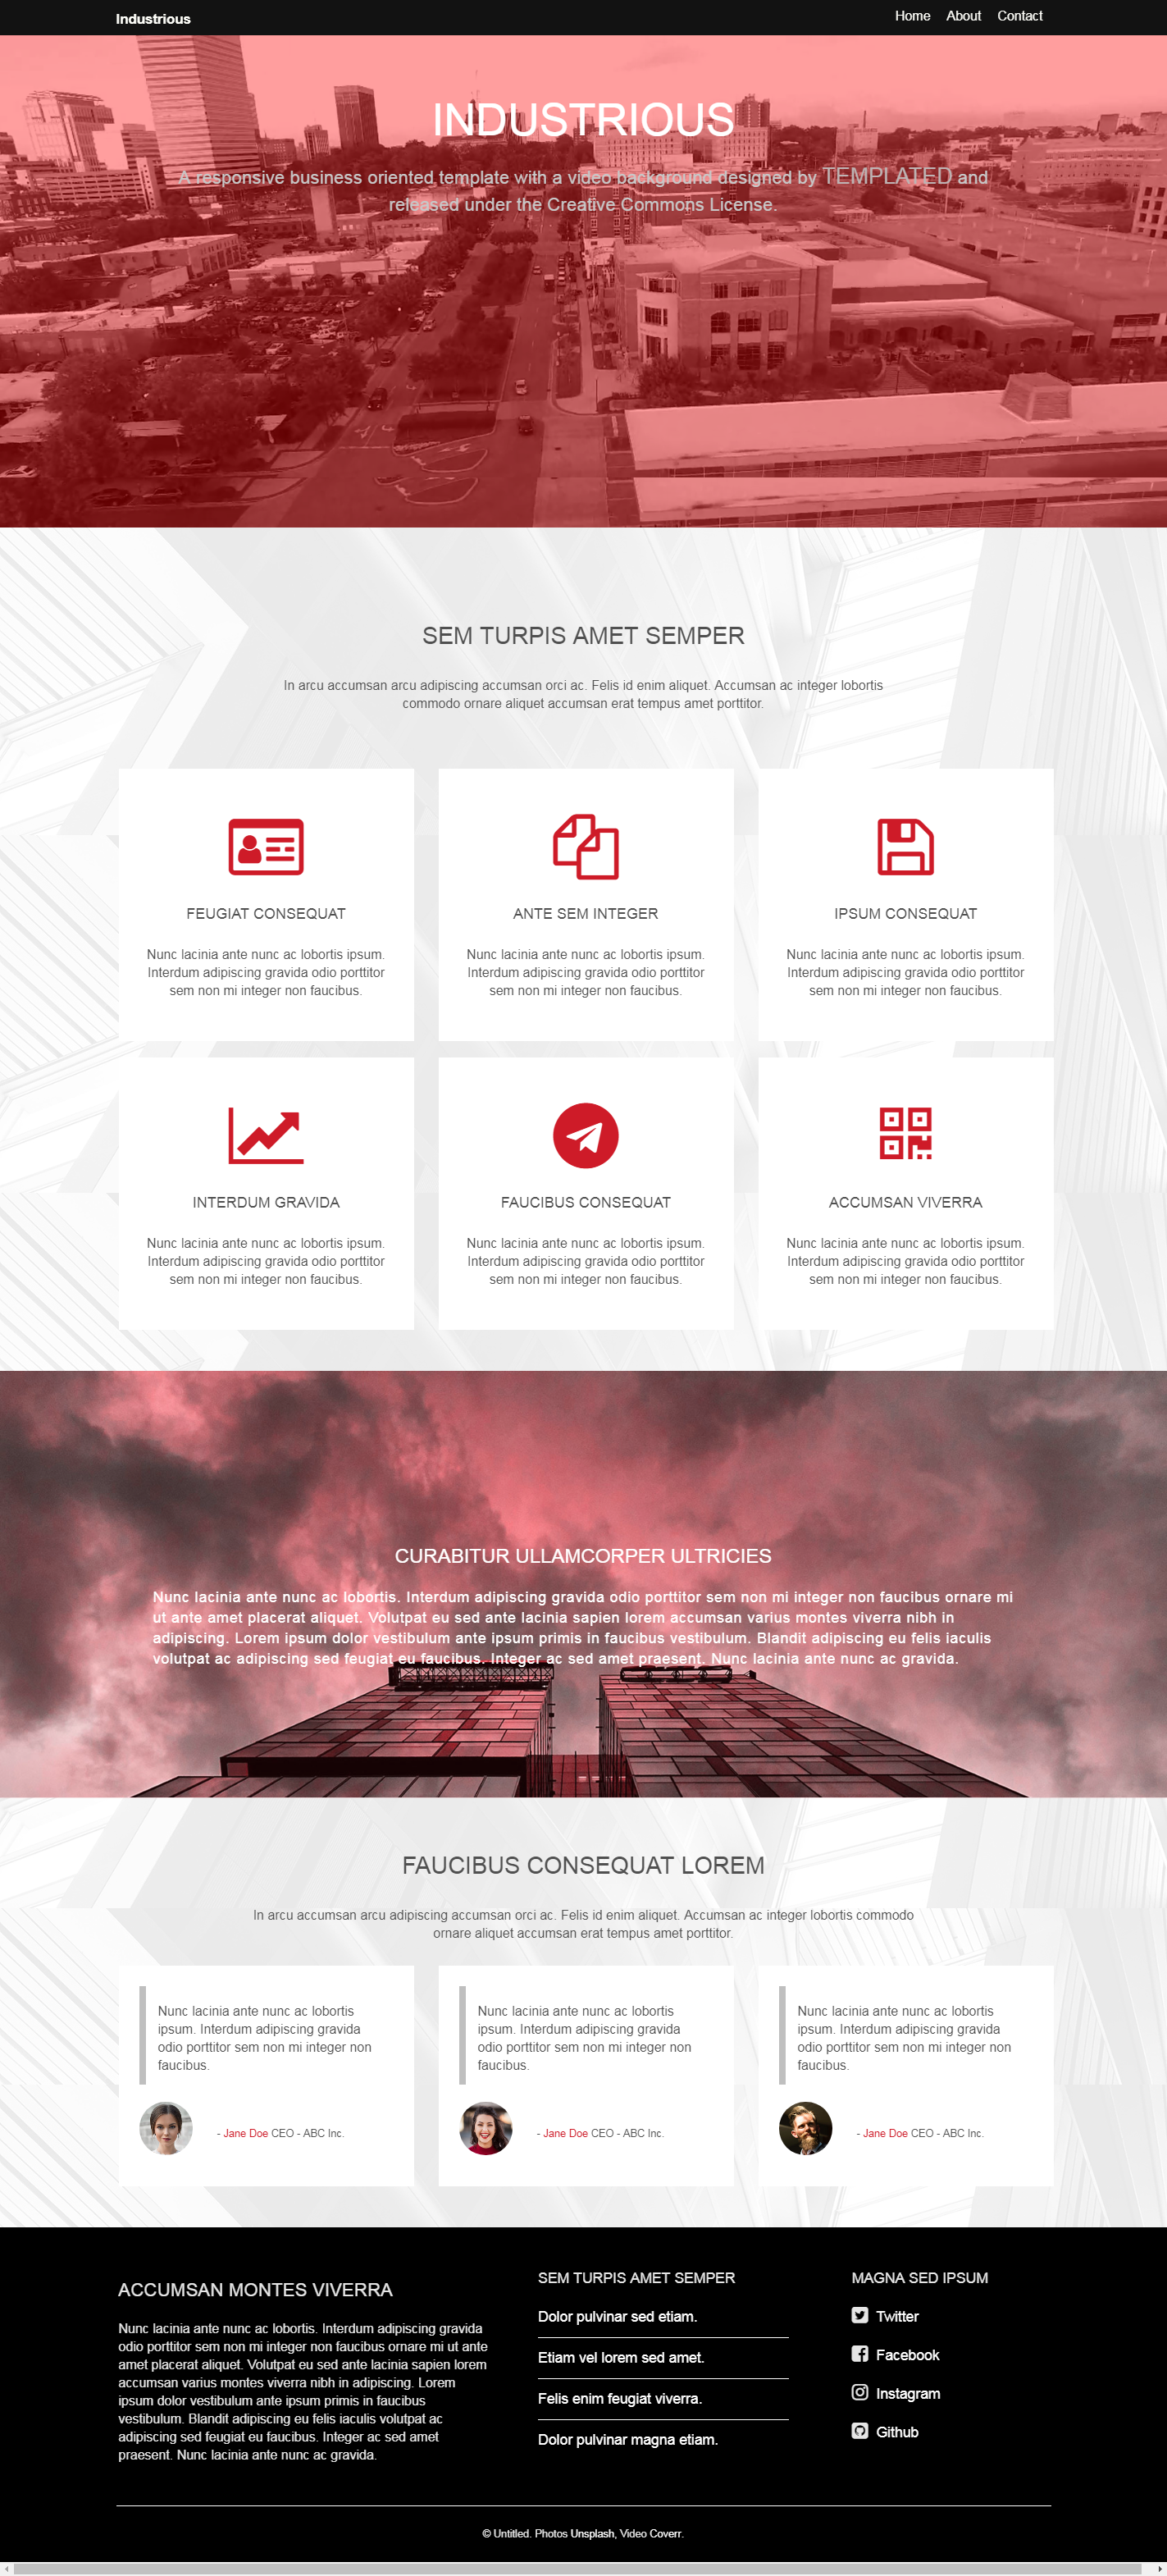 Industrious
Home About Contact
INDUSTRIOUS
A responsive business oriented template with a video background designed by TEMPLATED and
released under the Creative Commons License.
SEM TURPIS AMET SEMPER
In arcu accumsan arcu adipiscing accumsan orci ac. Felis id enim aliquet. Accumsan ac integer lobortis
commodo ornare aliquet accumsan erat tempus amet porttitor.
FEUGIAT CONSEQUAT
Nunc lacinia ante nunc ac lobortis ipsum.
Interdum adipiscing gravida odio porttitor
sem non mi integer non faucibus.
ANTE SEM INTEGER
Nunc lacinia ante nunc ac lobortis ipsum.
Interdum adipiscing gravida odio porttitor
sem non mi integer non faucibus.
IPSUM CONSEQUAT
Nunc lacinia ante nunc ac lobortis ipsum.
Interdum adipiscing gravida odio porttitor
sem non mi integer non faucibus.
INTERDUM GRAVIDA
Nunc lacinia ante nunc ac lobortis ipsum.
Interdum adipiscing gravida odio porttitor
sem non mi integer non faucibus.
FAUCIBUS CONSEQUAT
Nunc lacinia ante nunc ac lobortis ipsum.
Interdum adipiscing gravida odio porttitor
sem non mi integer non faucibus.
ACCUMSAN VIVERRA
Nunc lacinia ante nunc ac lobortis ipsum.
Interdum adipiscing gravida odio porttitor
sem non mi integer non faucibus.
CURABITUR ULLAMCORPER ULTRICIES
Nunc lacinia ante nunc ac lobortis. Interdum adipiscing gravida odio porttitor sem non mi integer non faucibus ornare mi
ut ante amet placerat aliquet. Volutpat eu sed ante lacinia sapien lorem accumsan varius montes viverra nibh in
adipiscing. Lorem ipsum dolor vestibulum ante ipsum primis in faucibus vestibulum. Blandit adipiscing eu felis iaculis
volutpat ac adipiscing sed feugiat eu faucibus. Integer ac sed amet praesent. Nunc lacinia ante nunc ac gravida.
FAUCIBUS CONSEQUAT LOREM
In arcu accumsan arcu adipiscing accumsan orci ac. Felis id enim aliquet. Accumsan ac integer lobortis commodo
ornare aliquet accumsan erat tempus amet porttitor.
Nunc lacinia ante nunc ac lobortis
ipsum. Interdum adipiscing gravida
odio porttitor sem non mi integer non
faucibus.
- Jane Doe CEO - ABC Inc.
Nunc lacinia ante nunc ac lobortis
ipsum. Interdum adipiscing gravida
odio porttitor sem non mi integer non
faucibus.
- Jane Doe CEO - ABC Inc.
Nunc lacinia ante nunc ac lobortis
ipsum. Interdum adipiscing gravida
odio porttitor sem non mi integer non
faucibus.
- Jane Doe CEO - ABC Inc.
ACCUMSAN MONTES VIVERRA
Nunc lacinia ante nunc ac lobortis. Interdum adipiscing gravida
odio porttitor sem non mi integer non faucibus ornare mi ut ante
amet placerat aliquet. Volutpat eu sed ante lacinia sapien lorem
accumsan varius montes viverra nibh in adipiscing. Lorem
ipsum dolor vestibulum ante ipsum primis in faucibus
vestibulum. Blandit adipiscing eu felis iaculis volutpat ac
adipiscing sed feugiat eu faucibus. Integer ac sed amet
praesent. Nunc lacinia ante nunc ac gravida.
SEM TURPIS AMET SEMPER
Dolor pulvinar sed etiam.
Etiam vel lorem sed amet.
Felis enim feugiat viverra.
Dolor pulvinar magna etiam.
MAGNA SED IPSUM
Twitter
Facebook
Instagram
Github
© Untitled. Photos Unsplash, Video Coverr.